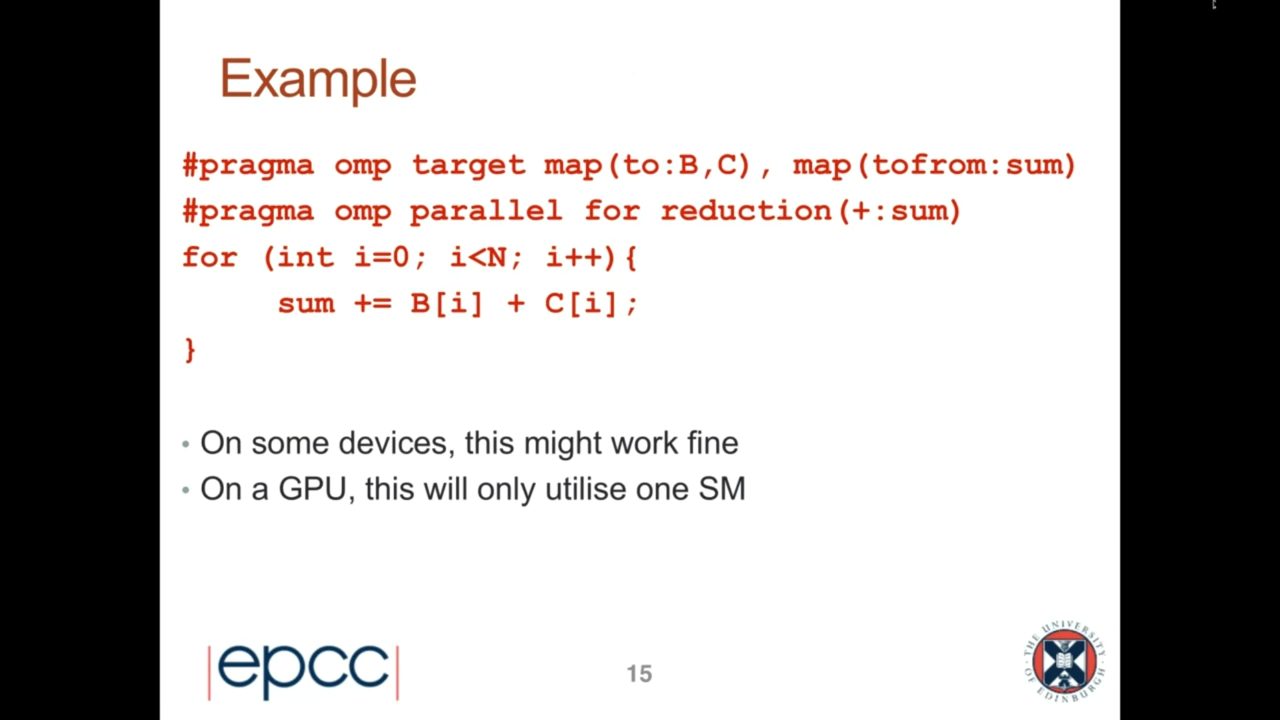 Example
#pragma omp target map(to:B,C), map(tofrom:sum)
#pragma omp parallel for reduction(+:sum)
for (int i=0; i<N; i++){
sum += B[i] + C[i];
}
• On some devices, this might work fine
• On a GPU, this will only utilise one SM
|epcc|
15
THE UNIVERSITY OF EDINBURGH